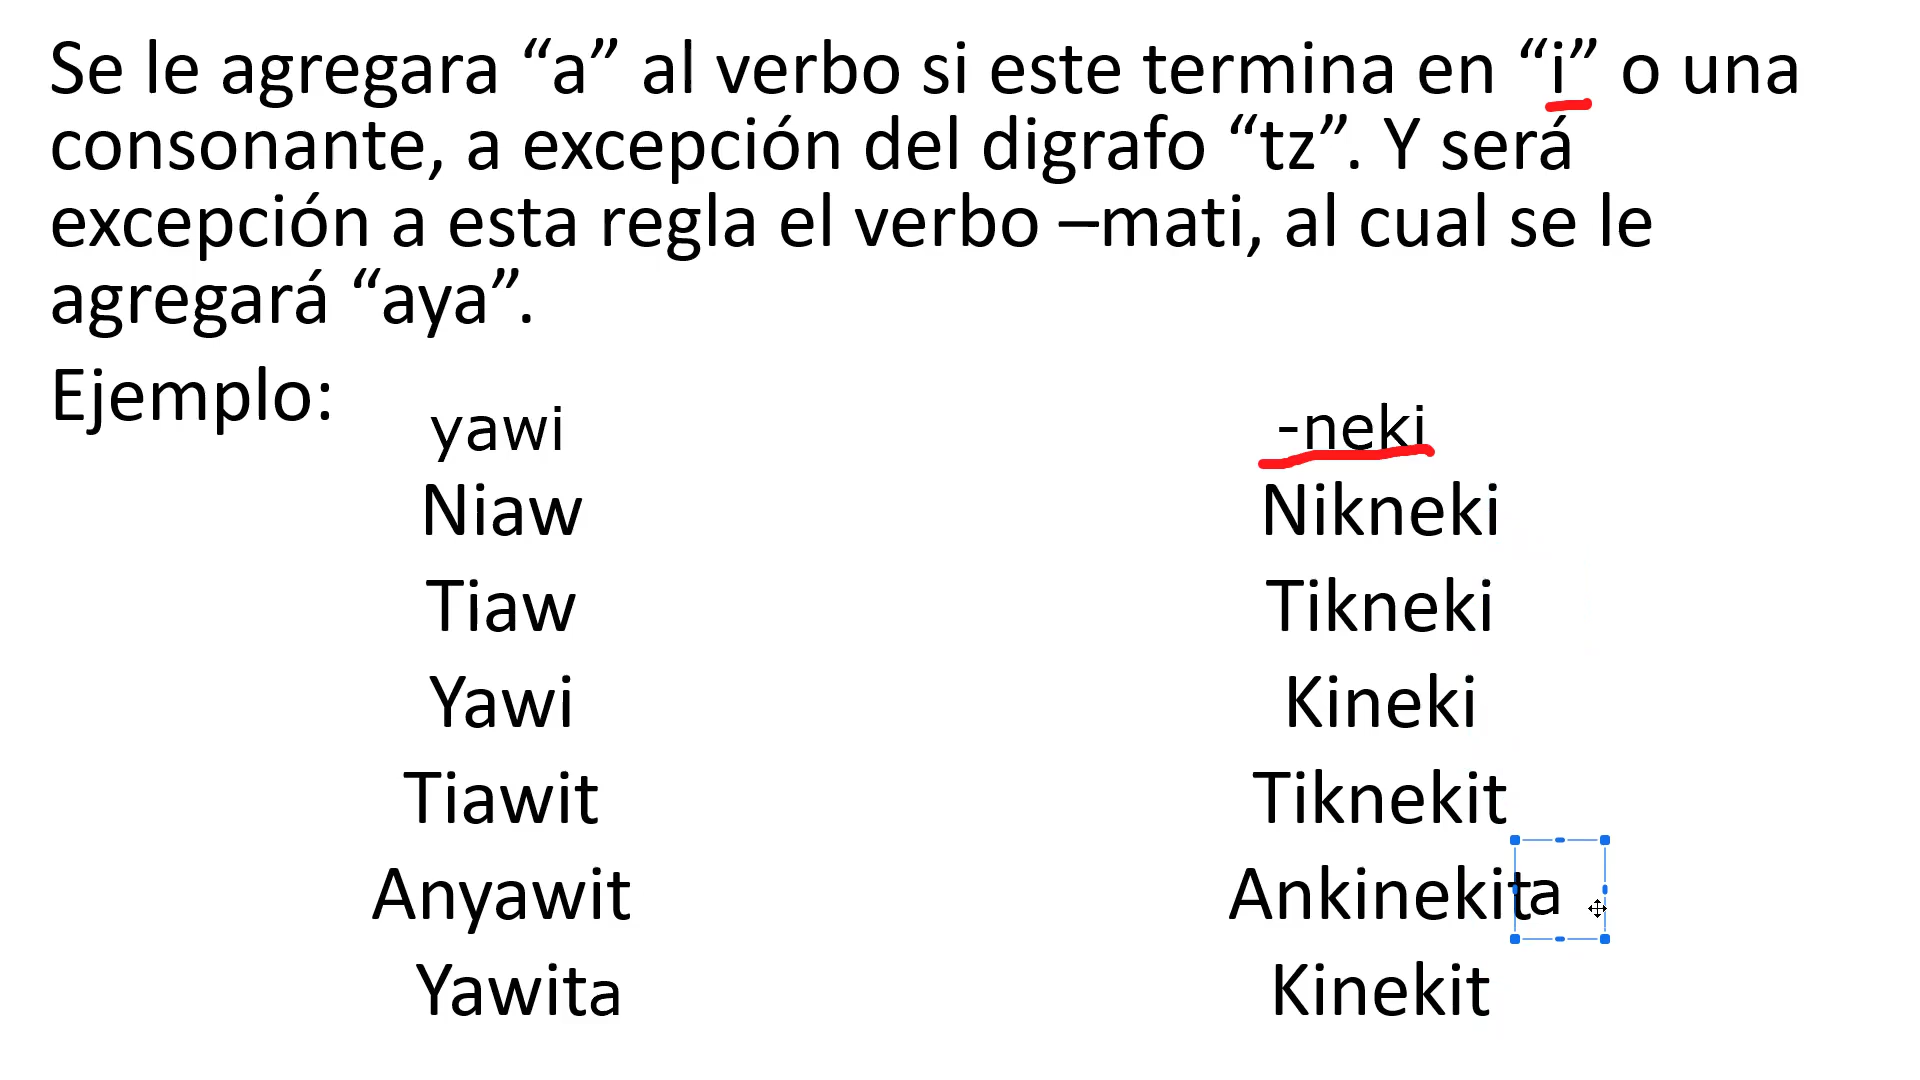 Se le agregara “a” al verbo si este termina en “i” o una
consonante, a excepción del digrafo “tz”. Y será
excepción a esta regla el verbo –mati, al cual se le
agregará “aya”.
Ejemplo:
yawi
Niaw
Tiaw
Yawi
Tiawit
Anyawit
Yawita
-neki
Nikneki
Tikneki
Kineki
Tiknekit
Ankinekita
Kinekit